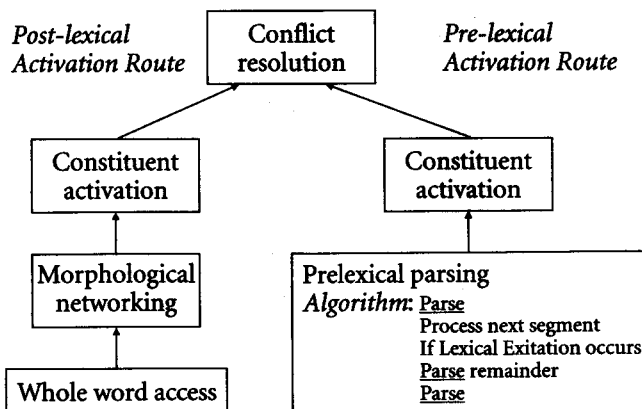 Post-lexical
Activation Route
Conflict
resolution
Pre-lexical
Activation Route
Constituent
activation
Constituent
activation
Morphological
networking
Prelexical parsing
Algorithm: Parse
Process next segment
If Lexical Exitation occurs
Parse remainder
Parse
Whole word access